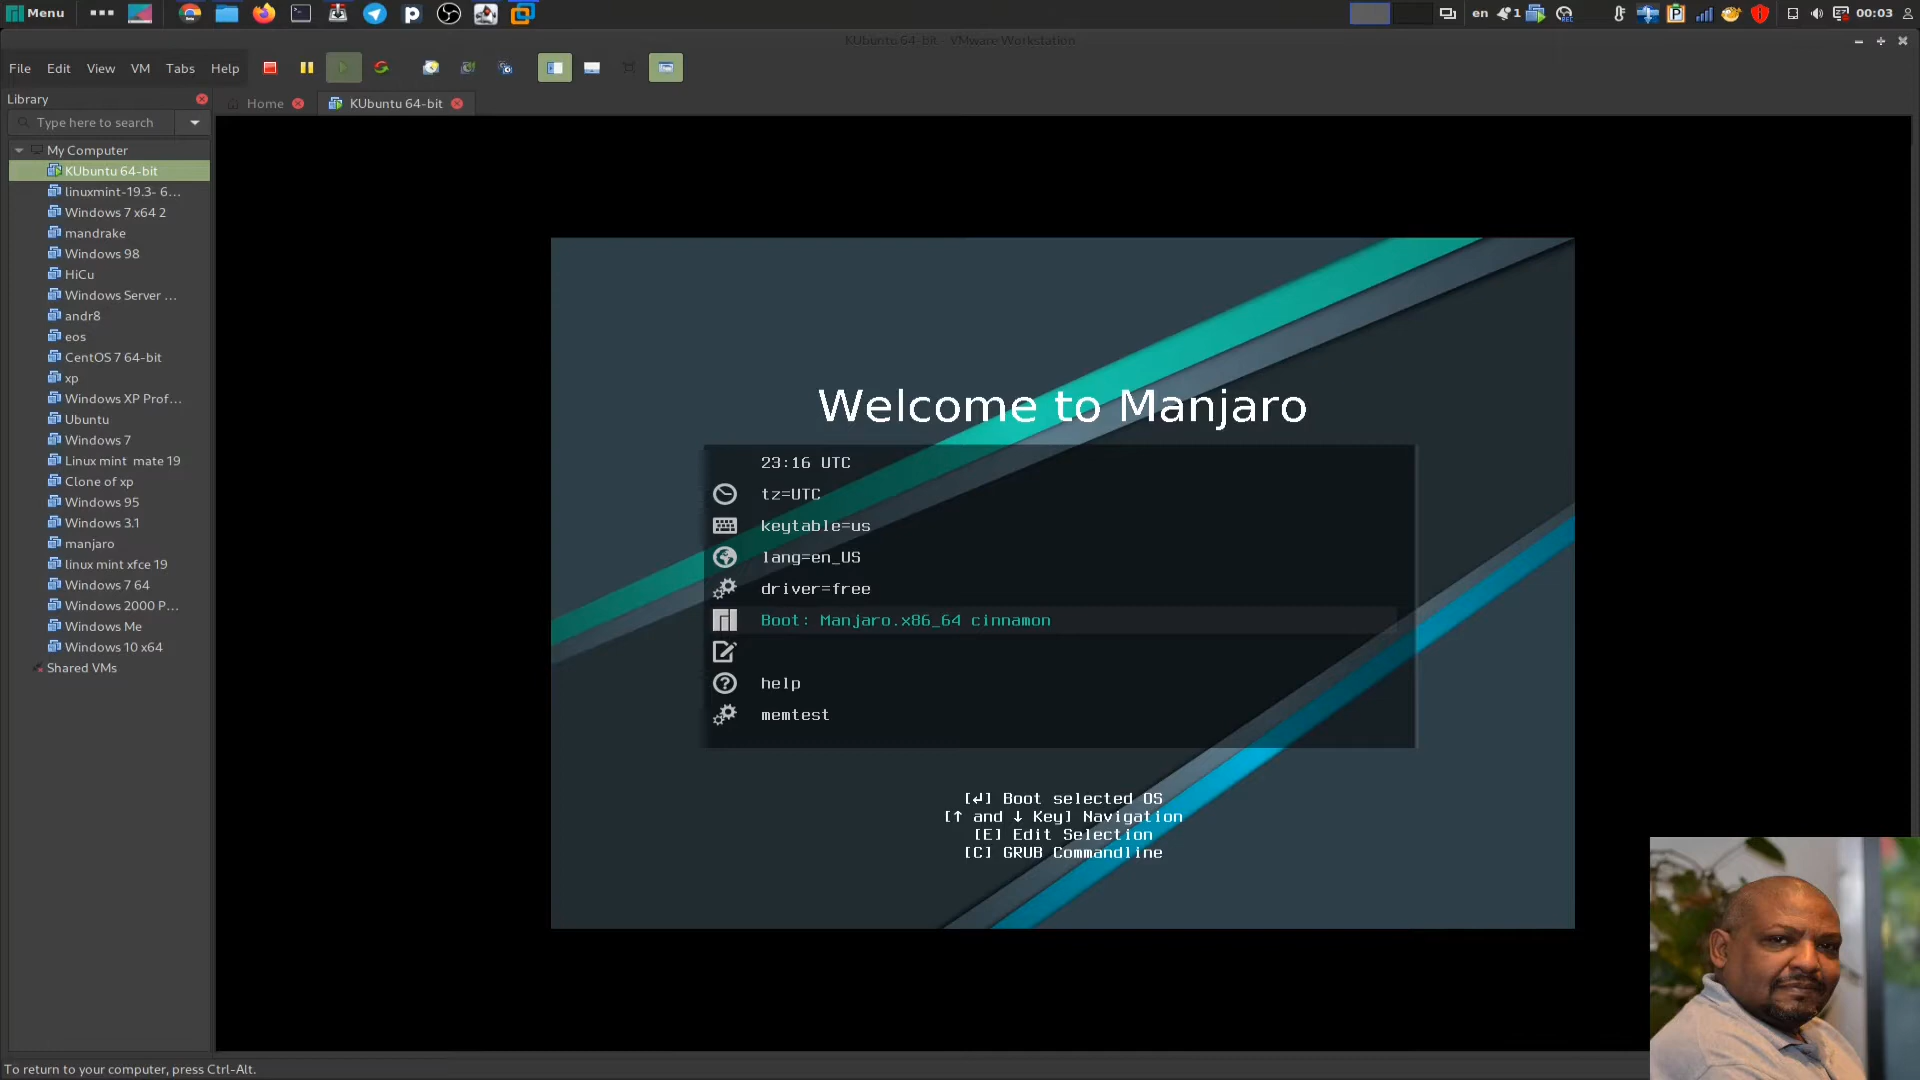 Menu
en
1
00:03
KUbuntu 64-bit - VMware Workstation
File Edit View VM Tabs Help
Library
Home
KUbuntu 64-bit
Type here to search
My Computer
KUbuntu 64-bit
linuxmint-19.3- 6...
Windows 7 x64 2
mandrake
Windows 98
HiCu
Windows Server ...
andr8
eos
CentOS 7 64-bit
xp
Windows XP Prof...
Ubuntu
Windows 7
Linux mint mate 19
Clone of xp
Windows 95
Windows 3.1
manjaro
linux mint xfce 19
Windows 7 64
Windows 2000 P...
Windows Me
Windows 10 x64
Shared VMs
Welcome to Manjaro
23:16 UTC
tz=UTC
keytable=us
lang=en_US
driver=free
Boot: Manjaro.x86_64 cinnamon
help
memtest
[↵] Boot selected OS
[↑ and ↓ Key] Navigation
[E] Edit Selection
[C] GRUB Commandline
To return to your computer, press Ctrl-Alt.